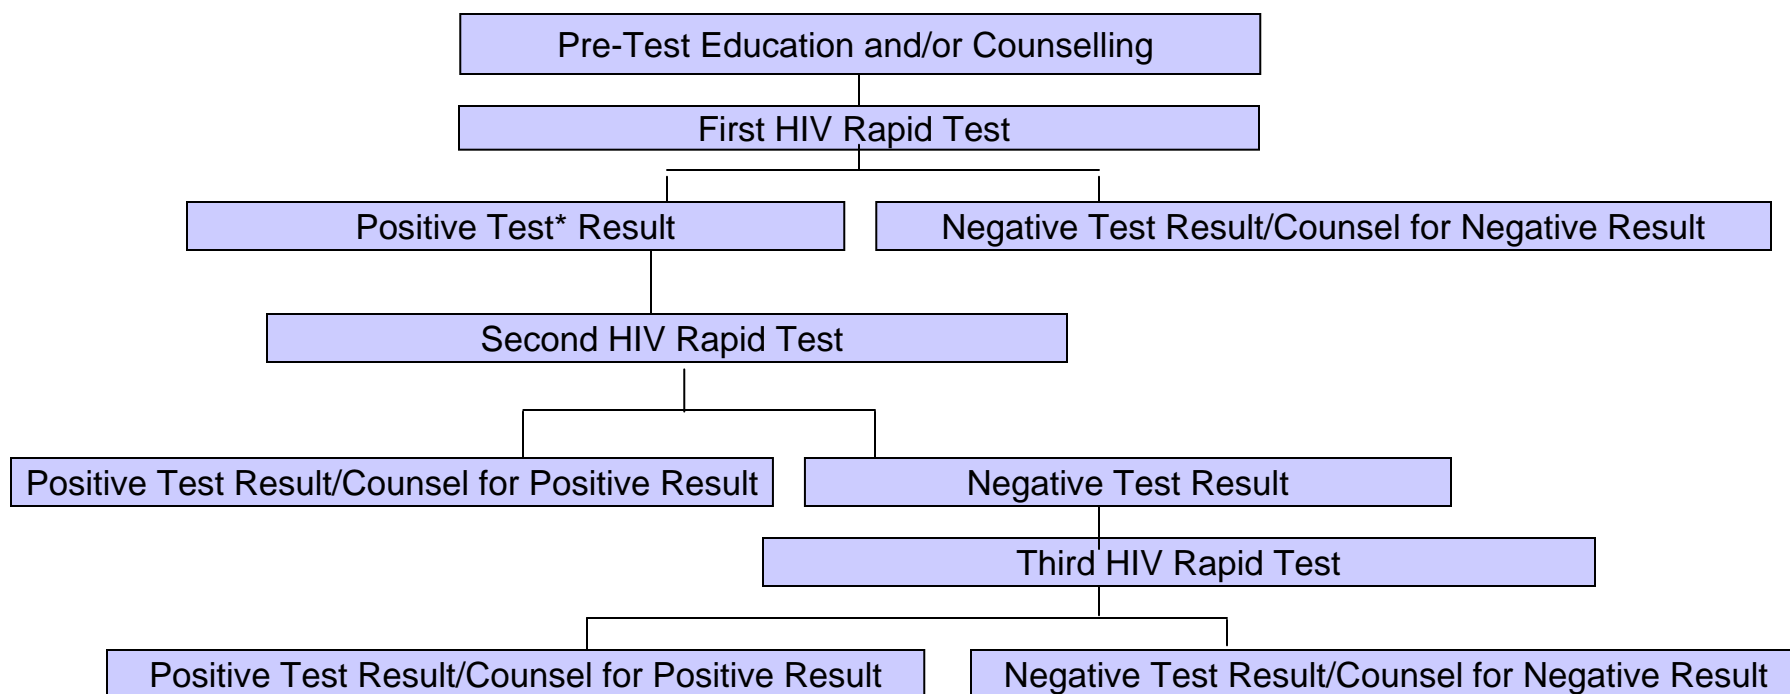 Pre-Test Education and/or Counselling
First HIV Rapid Test
Positive Test* Result
Negative Test Result/Counsel for Negative Result
Second HIV Rapid Test
Positive Test Result/Counsel for Positive Result
Negative Test Result
Third HIV Rapid Test
Positive Test Result/Counsel for Positive Result
Negative Test Result/Counsel for Negative Result